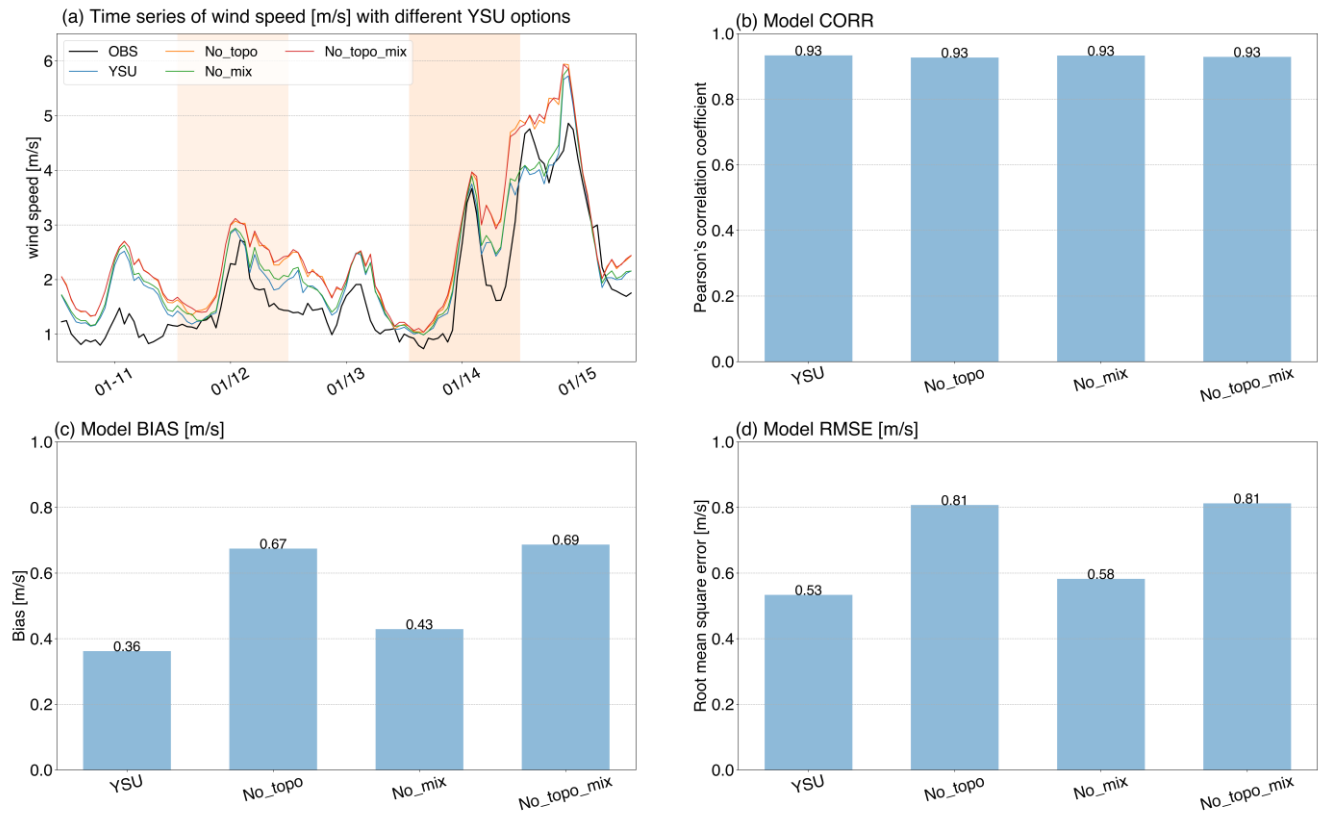 (a) Time series of wind speed [m/s] with different YSU options
OBS
YSU
No_topo
No_mix
No_topo_mix
wind speed [m/s]
6
5
4
3
2
1
01-11
01/12
01/13
01/14
01/15
(b) Model CORR
Pearson's correlation coefficient
1.0
0.8
0.6
0.4
0.2
0.0
0.93
0.93
0.93
0.93
YSU
No_topo
No_mix
No_topo_mix
(c) Model BIAS [m/s]
Bias [m/s]
1.0
0.8
0.6
0.4
0.2
0.0
0.36
0.67
0.43
0.69
YSU
No_topo
No_mix
No_topo_mix
(d) Model RMSE [m/s]
Root mean square error [m/s]
1.0
0.8
0.6
0.4
0.2
0.0
0.53
0.81
0.58
0.81
YSU
No_topo
No_mix
No_topo_mix